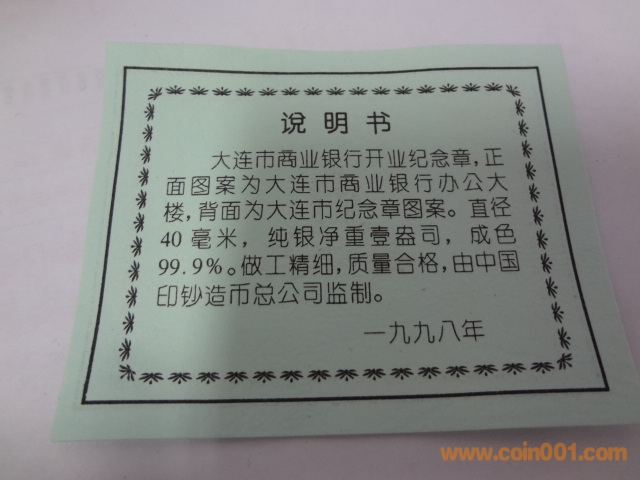 说明书
大连市商业银行开业纪念章，正
面图案为大连市商业银行办公大
楼，背面为大连市纪念章图案。直径
40毫米，纯银净重壹盎司，成色
99.9%。做工精细，质量合格，由中国
印钞造币总公司监制。
一九九八年
www.coin001.com